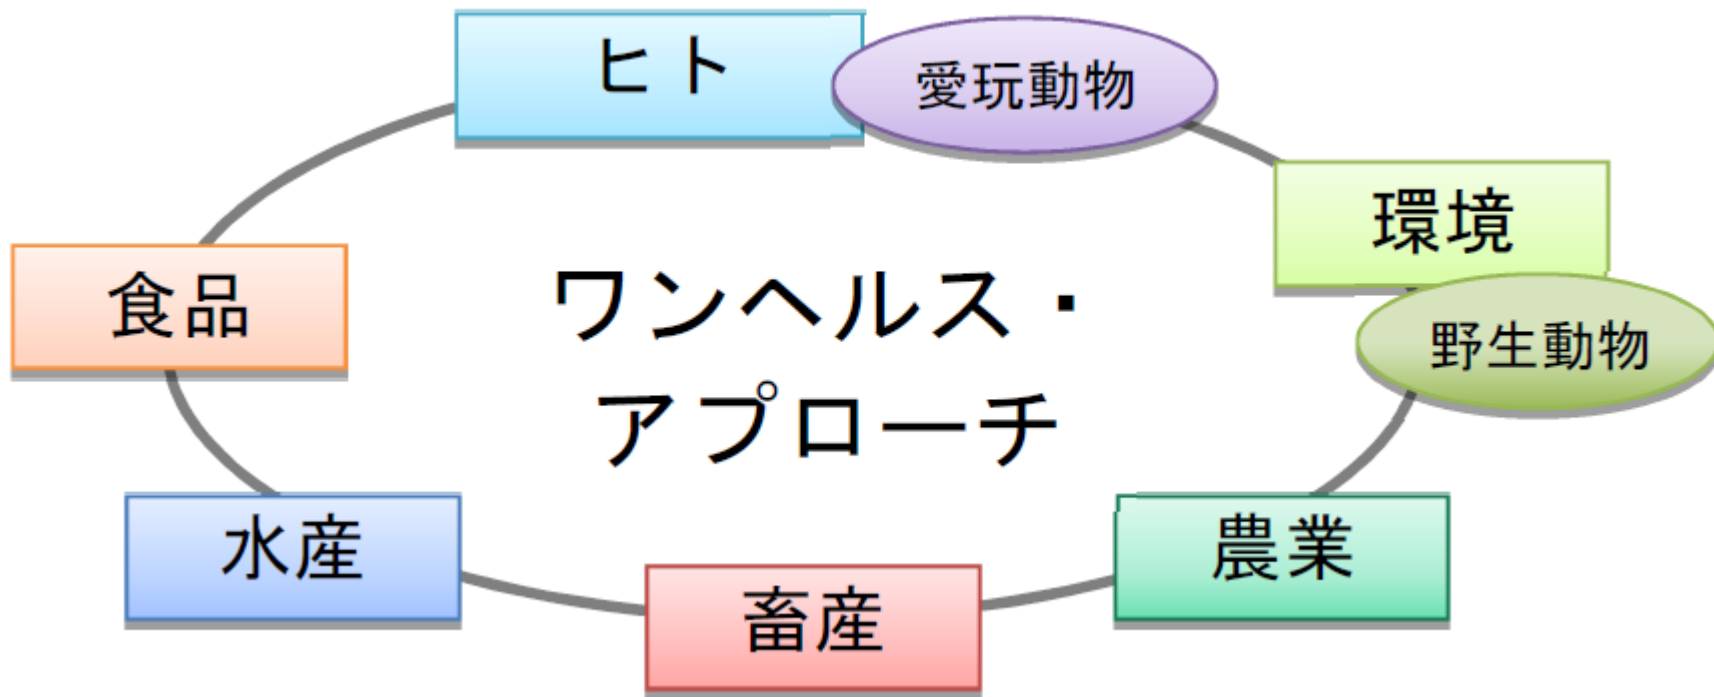 ヒト
愛玩動物
環境
食品
ワンヘルス・
アプローチ
野生動物
水産
農業
畜産